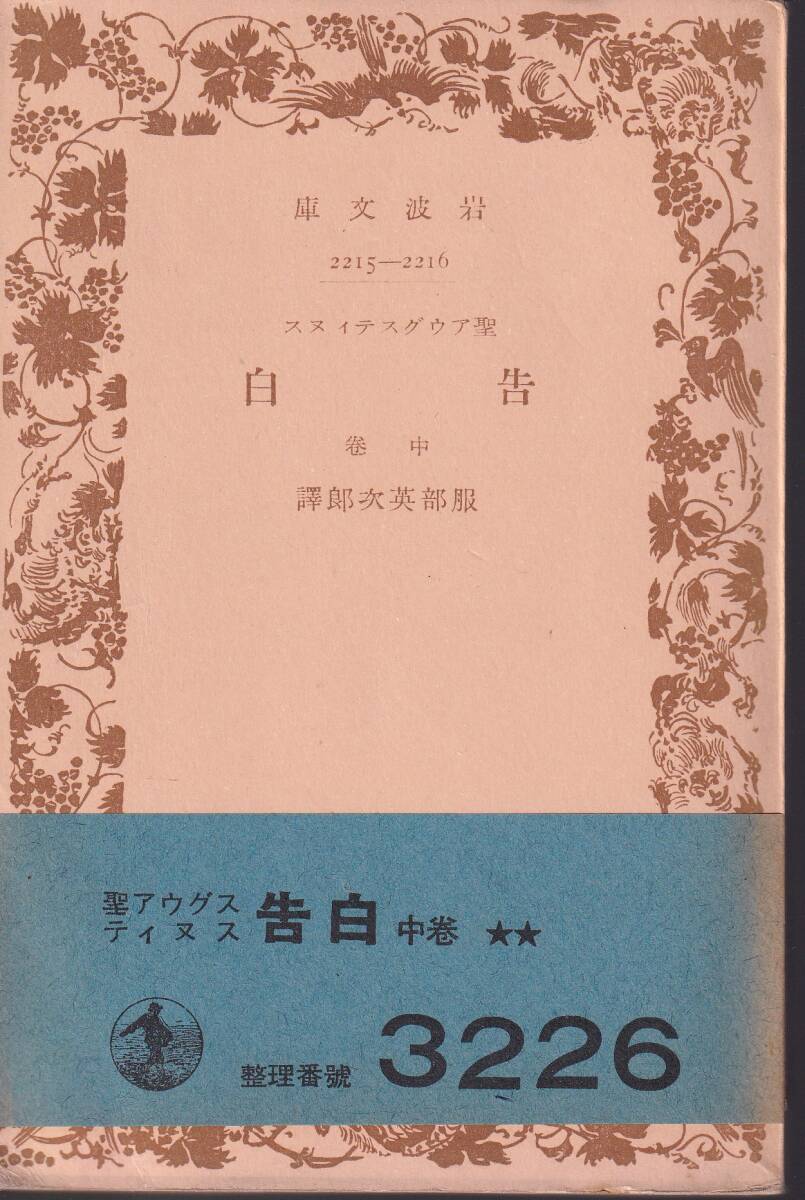 岩波文庫
2215—2216
聖アウグスティヌス
告白
中卷
服部英次郎譯
聖アウグス
ティヌス
告白 中卷 ★★
整理番號 3226